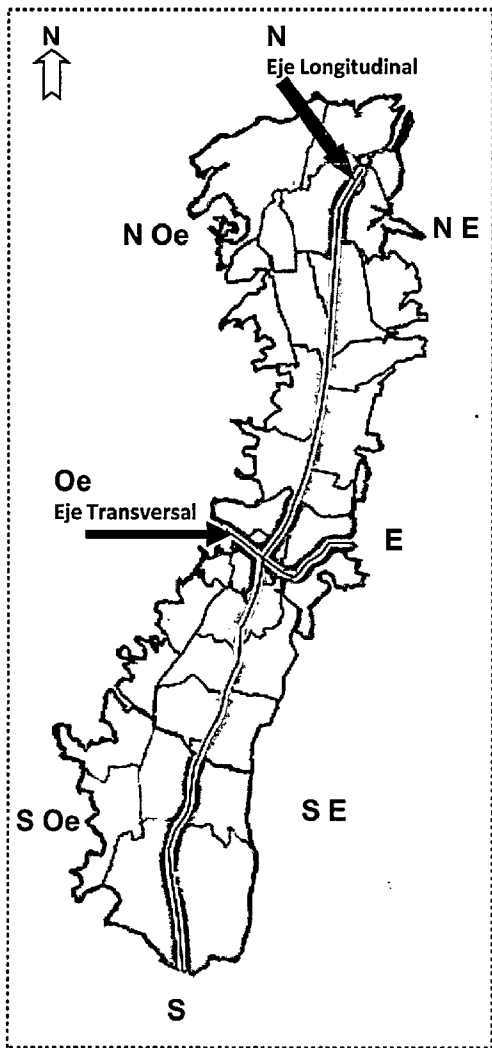 N
N
Eje Longitudinal
N Oe
N E
Oe
Eje Transversal
E
S Oe
S E
S